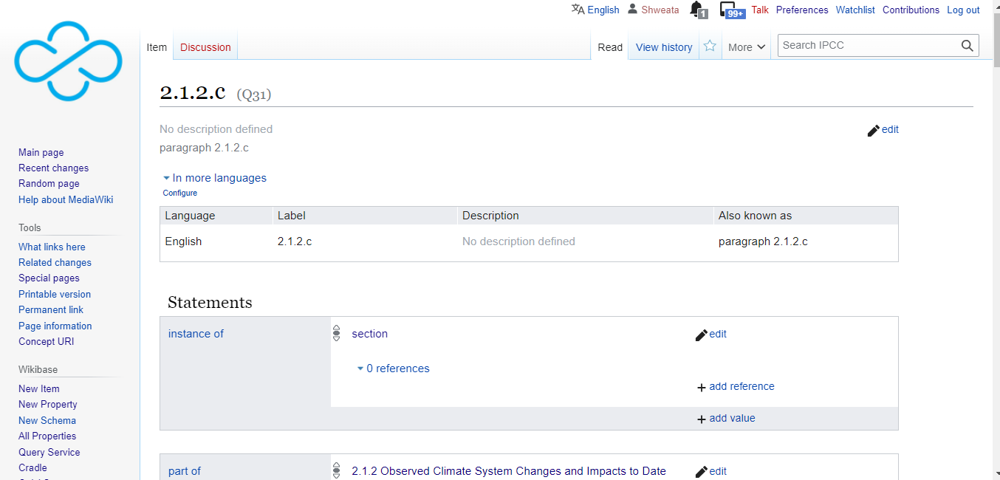 English Shweata 1 99+ Talk Preferences Watchlist Contributions Log out
Item Discussion Read View history More Search IPCC
2.1.2.c (Q31)
No description defined edit
paragraph 2.1.2.c
In more languages
Configure
Language Label Description Also known as
English 2.1.2.c No description defined paragraph 2.1.2.c
Statements
instance of section edit
0 references
add reference
add value
part of 2.1.2 Observed Climate System Changes and Impacts to Date edit
Main page
Recent changes
Random page
Help about MediaWiki
Tools
What links here
Related changes
Special pages
Printable version
Permanent link
Page information
Concept URI
Wikibase
New Item
New Property
New Schema
All Properties
Query Service
Cradle